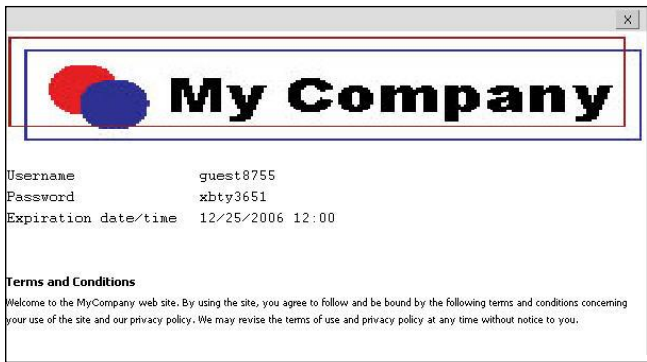 X
My Company
Username guest8755
Password xbty3651
Expiration date/time 12/25/2006 12:00
Terms and Conditions
Welcome to the MyCompany web site. By using the site, you agree to follow and be bound by the following terms and conditions concerning
your use of the site and our privacy policy. We may revise the terms of use and privacy policy at any time without notice to you.